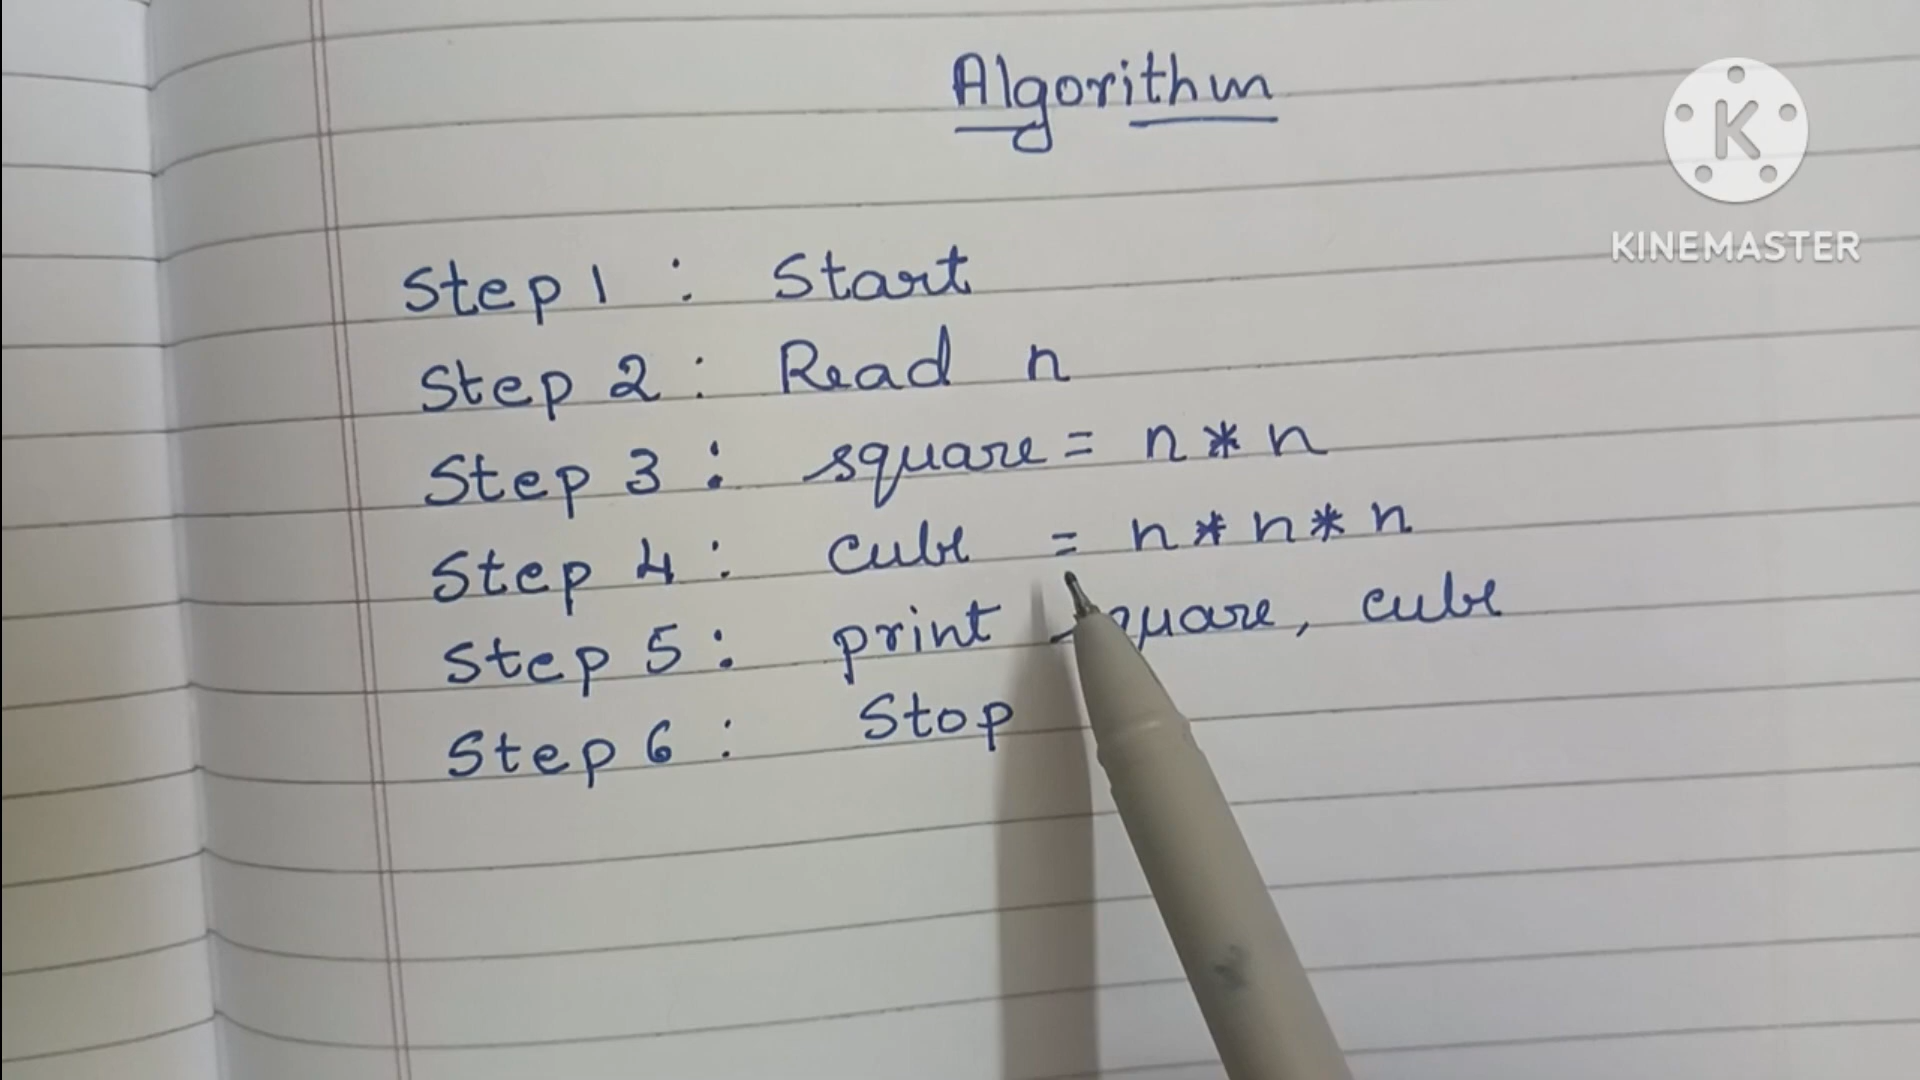 Algorithm
K
KINEMASTER
Step 1 : Start
Step 2 : Read n
Step 3 : square = n * n
Step 4 : cube = n * n * n
Step 5 : print square, cube
Step 6 : Stop